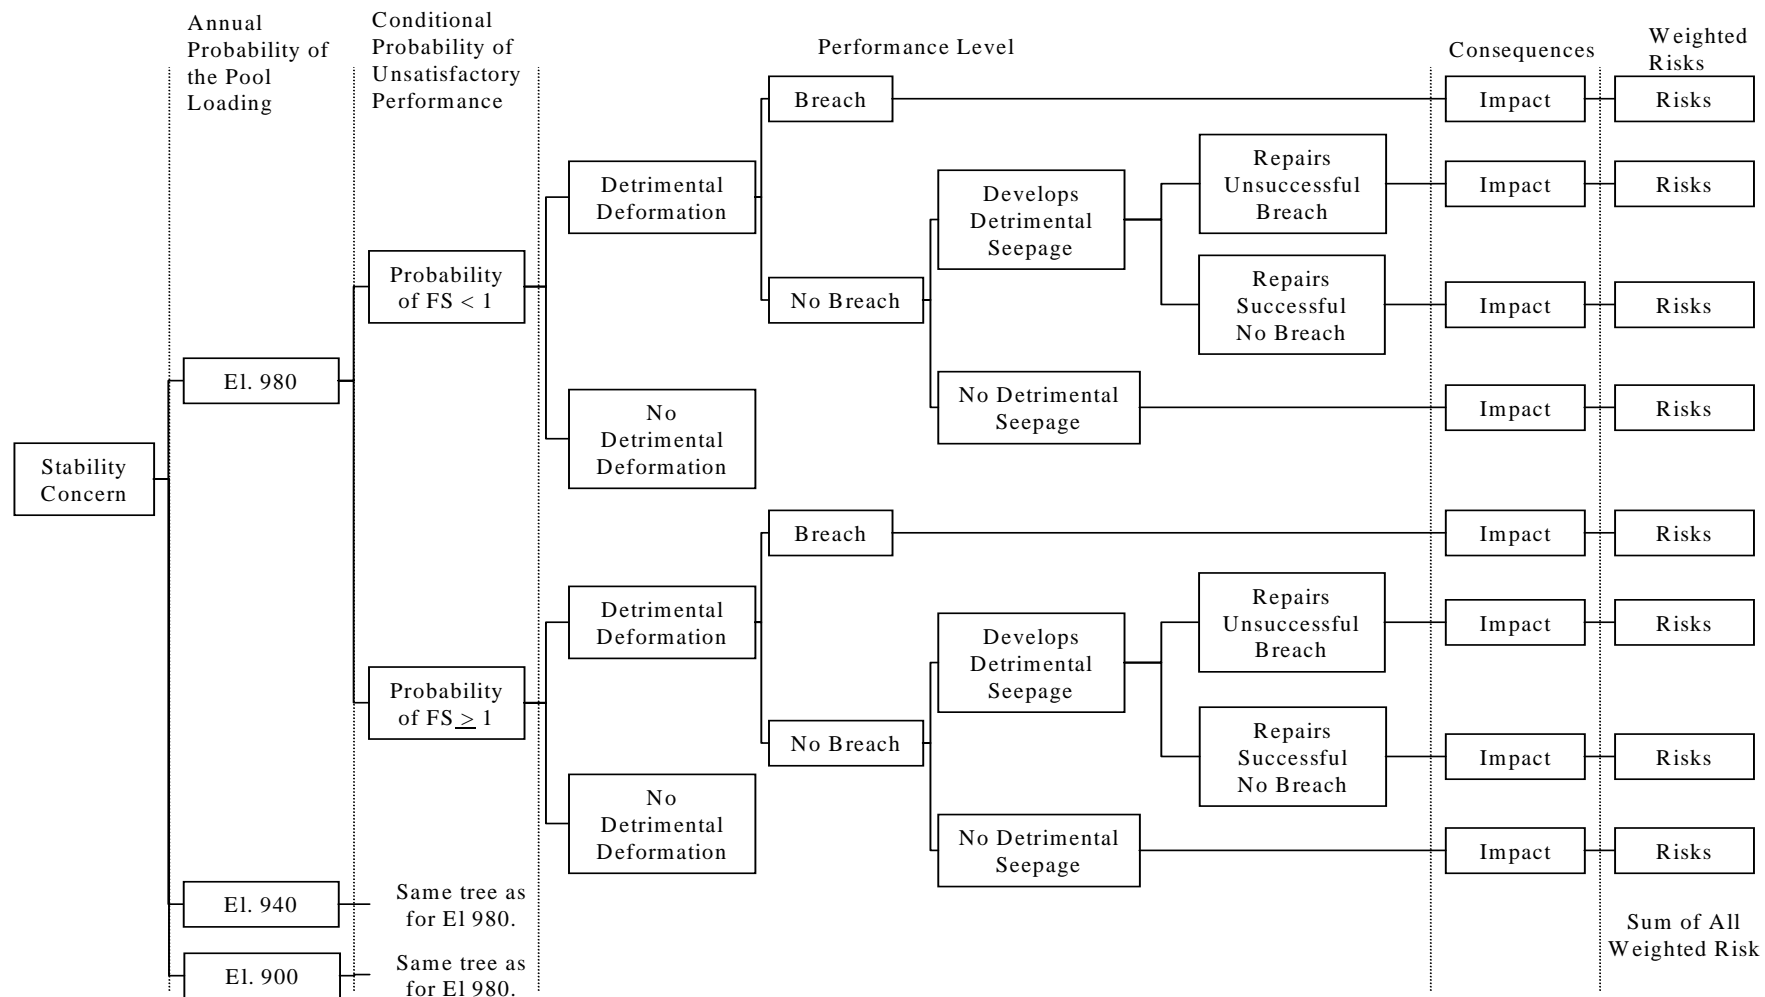 Annual
Probability of
the Pool
Loading
Conditional
Probability of
Unsatisfactory
Performance
Performance Level
Consequences
Weighted
Risks
Breach
Impact
Risks
Detrimental
Deformation
Develops
Detrimental
Seepage
Repairs
Unsuccessful
Breach
Impact
Risks
Probability
of FS < 1
No Breach
Repairs
Successful
No Breach
Impact
Risks
El. 980
No
Detrimental
Deformation
No Detrimental
Seepage
Impact
Risks
Stability
Concern
Breach
Impact
Risks
Detrimental
Deformation
Develops
Detrimental
Seepage
Repairs
Unsuccessful
Breach
Impact
Risks
Probability
of FS > 1
No Breach
Repairs
Successful
No Breach
Impact
Risks
No
Detrimental
Deformation
No Detrimental
Seepage
Impact
Risks
El. 940
Same tree as
for El 980.
Sum of All
Weighted Risk
El. 900
Same tree as
for El 980.